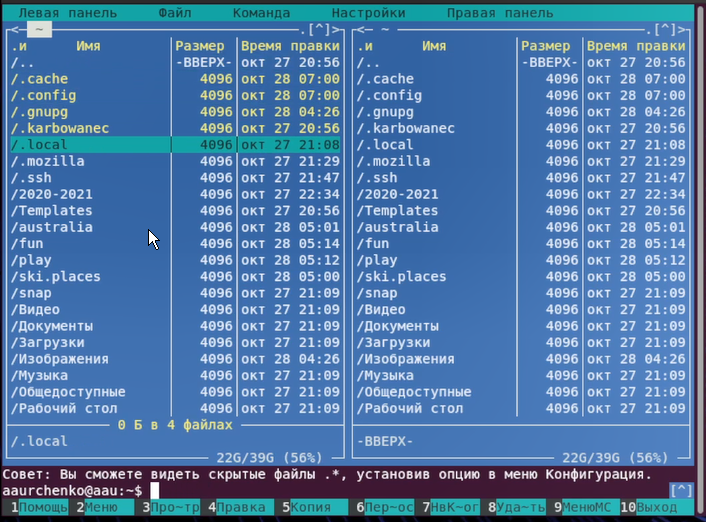 Левая панель Файл Команда Настройки Правая панель
<— ~ .[^]> <— ~ .[^]>
.и Имя Размер Время правки .и Имя Размер Время правки
/.. -ВВЕРХ- окт 27 20:56 /.. -ВВЕРХ- окт 27 20:56
/.cache 4096 окт 28 07:00 /.cache 4096 окт 28 07:00
/.config 4096 окт 28 07:00 /.config 4096 окт 28 07:00
/.gnupg 4096 окт 28 04:26 /.gnupg 4096 окт 28 04:26
/.karbowanec 4096 окт 27 20:56 /.karbowanec 4096 окт 27 20:56
/.local 4096 окт 27 21:08 /.local 4096 окт 27 21:08
/.mozilla 4096 окт 27 21:29 /.mozilla 4096 окт 27 21:29
/.ssh 4096 окт 27 21:47 /.ssh 4096 окт 27 21:47
/2020-2021 4096 окт 27 22:34 /2020-2021 4096 окт 27 22:34
/Templates 4096 окт 27 20:56 /Templates 4096 окт 27 20:56
/australia 4096 окт 28 05:01 /australia 4096 окт 28 05:01
/fun 4096 окт 28 05:14 /fun 4096 окт 28 05:14
/play 4096 окт 28 05:12 /play 4096 окт 28 05:12
/ski.places 4096 окт 28 05:00 /ski.places 4096 окт 28 05:00
/snap 4096 окт 27 21:09 /snap 4096 окт 27 21:09
/Видео 4096 окт 27 21:09 /Видео 4096 окт 27 21:09
/Документы 4096 окт 27 21:09 /Документы 4096 окт 27 21:09
/Загрузки 4096 окт 27 21:09 /Загрузки 4096 окт 27 21:09
/Изображения 4096 окт 28 04:26 /Изображения 4096 окт 28 04:26
/Музыка 4096 окт 27 21:09 /Музыка 4096 окт 27 21:09
/Общедоступные 4096 окт 27 21:09 /Общедоступные 4096 окт 27 21:09
/Рабочий стол 4096 окт 27 21:09 /Рабочий стол 4096 окт 27 21:09
0 Б в 4 файлах
/.local -ВВЕРХ-
22G/39G (56%) 22G/39G (56%)
Совет: Вы сможете видеть скрытые файлы .*, установив опцию в меню Конфигурация.
aaurchenko@aau:~$ [^]
1Помощь 2Меню 3Про~тр 4Правка 5Копия 6Пер~ос 7НвК~ог 8Уда~ть 9МенюМС 10Выход